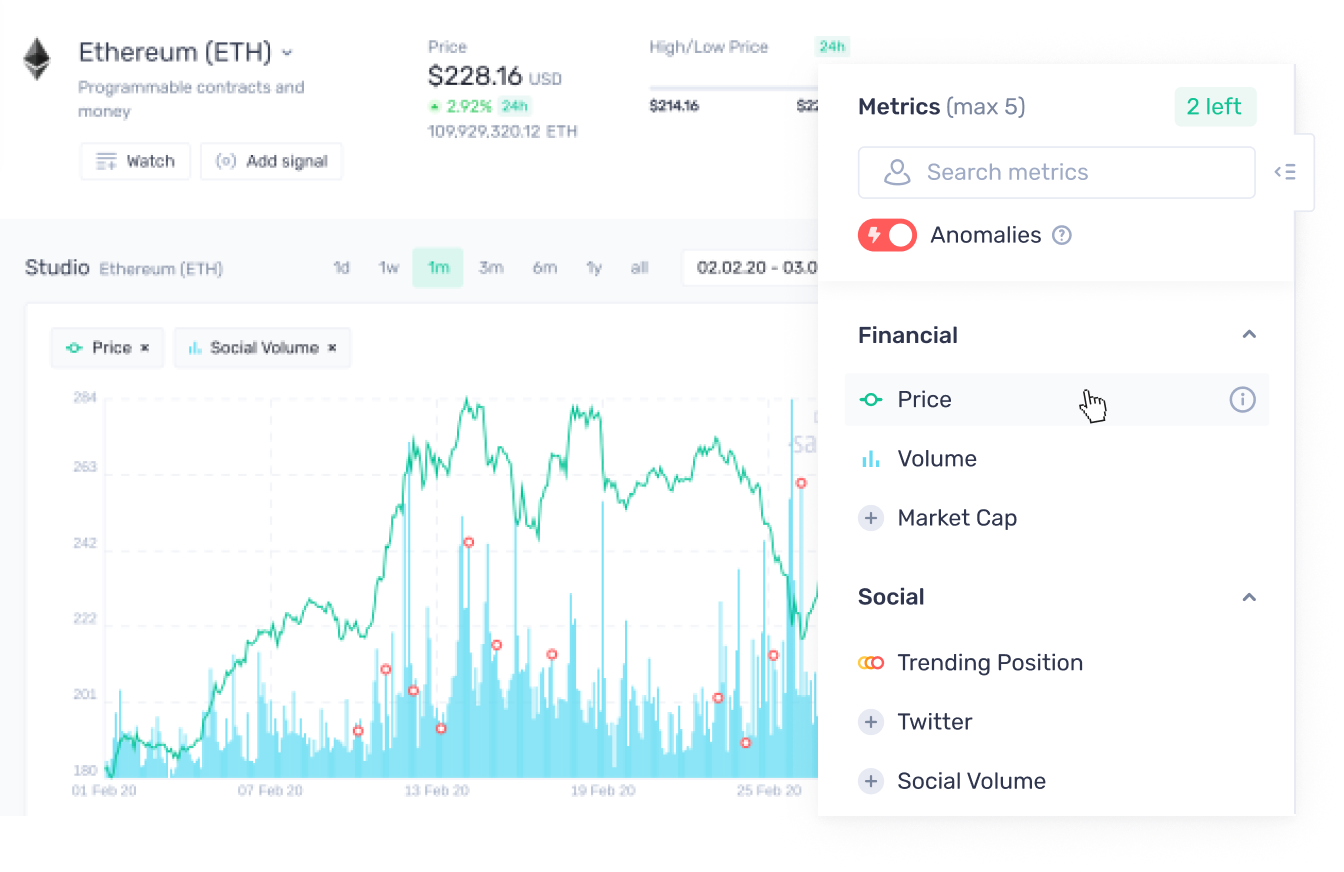 Ethereum (ETH)
Programmable contracts and
money
Watch
Add signal
Price
$228.16 USD
2.92% 24h
109,929,320.12 ETH
High/Low Price 24h
$214.16
$22
Studio Ethereum (ETH)
1d 1w 1m 3m 6m 1y all
02.02.20 - 03.0
Price ×
Social Volume ×
284
263
242
222
201
180
01 Feb 20
07 Feb 20
13 Feb 20
19 Feb 20
25 Feb 20
sa
Metrics (max 5)
2 left
Search metrics
Anomalies ?
Financial
Price
Volume
Market Cap
Social
Trending Position
Twitter
Social Volume